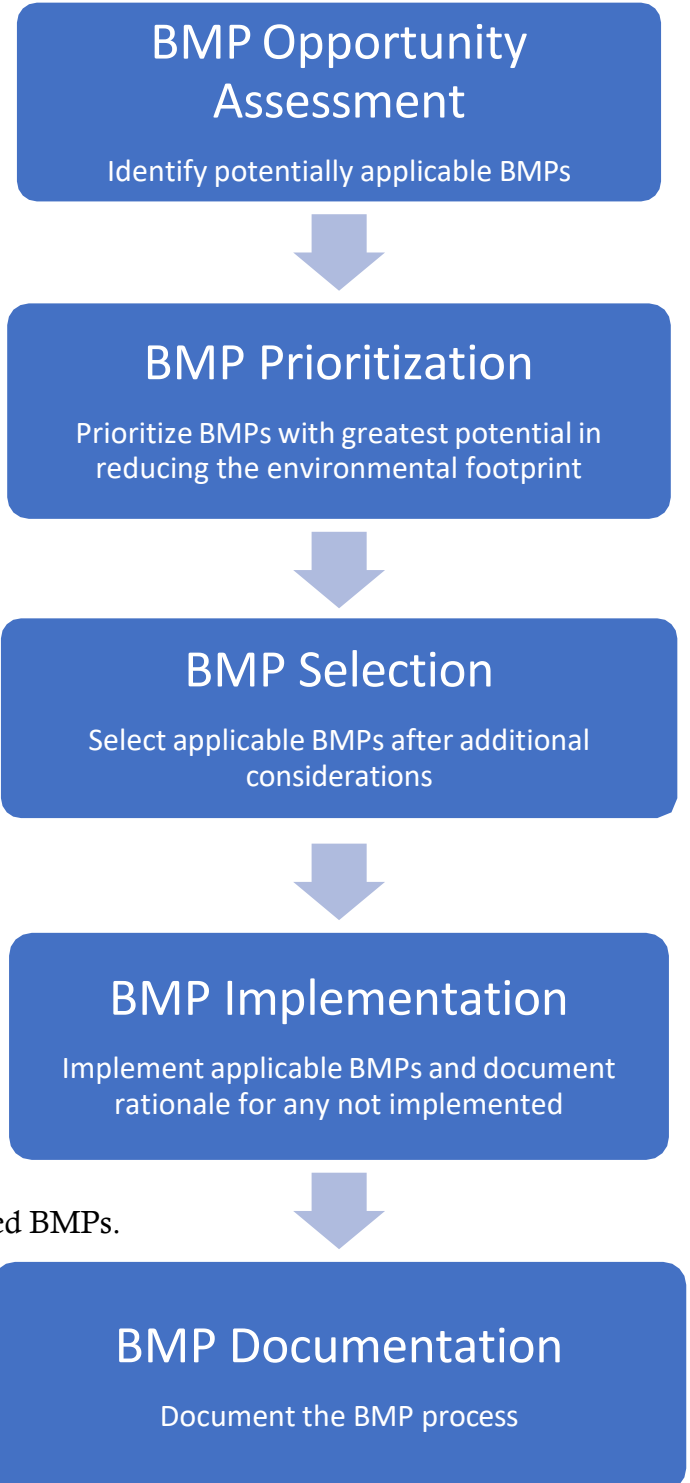 BMP Opportunity
Assessment
Identify potentially applicable BMPs
BMP Prioritization
Prioritize BMPs with greatest potential in
reducing the environmental footprint
BMP Selection
Select applicable BMPs after additional
considerations
BMP Implementation
Implement applicable BMPs and document
rationale for any not implemented
ed BMPs.
BMP Documentation
Document the BMP process